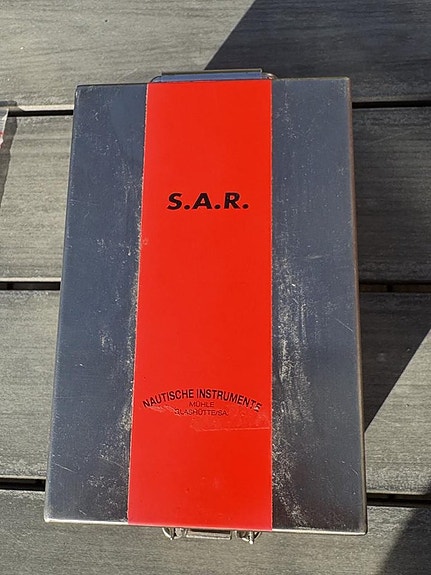 S.A.R.
NAUTISCHE INSTRUMENTE
MÜHLE
GLASHÜTTE/SA.